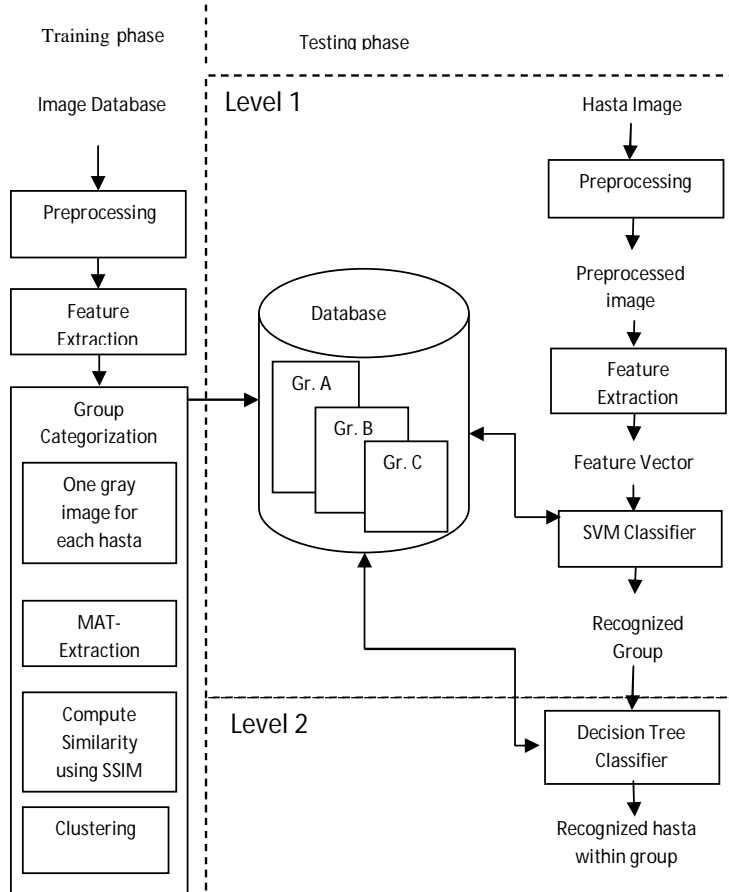 Training phase
Testing phase
Image Database
Preprocessing
Feature
Extraction
Group
Categorization
One gray
image for
each hasta
MAT-
Extraction
Compute
Similarity
using SSIM
Clustering
Level 1
Database
Gr. A
Gr. B
Gr. C
Hasta Image
Preprocessing
Preprocessed
image
Feature
Extraction
Feature Vector
SVM Classifier
Recognized
Group
Level 2
Decision Tree
Classifier
Recognized hasta
within group